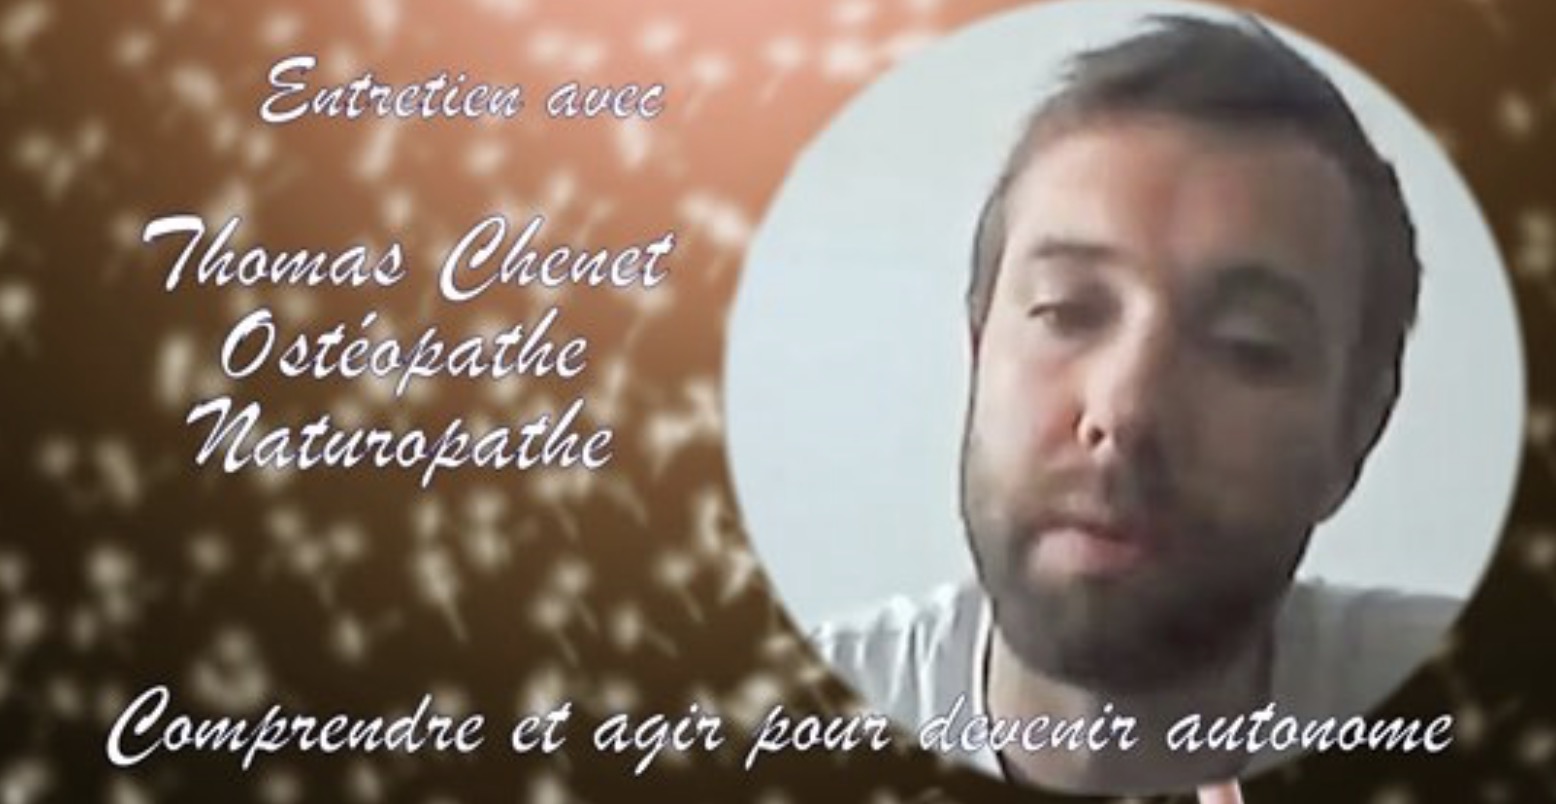 Entretien avec
Thomas Chenet
Ostéopathe
Naturopathe
Comprendre et agir pour devenir autonome